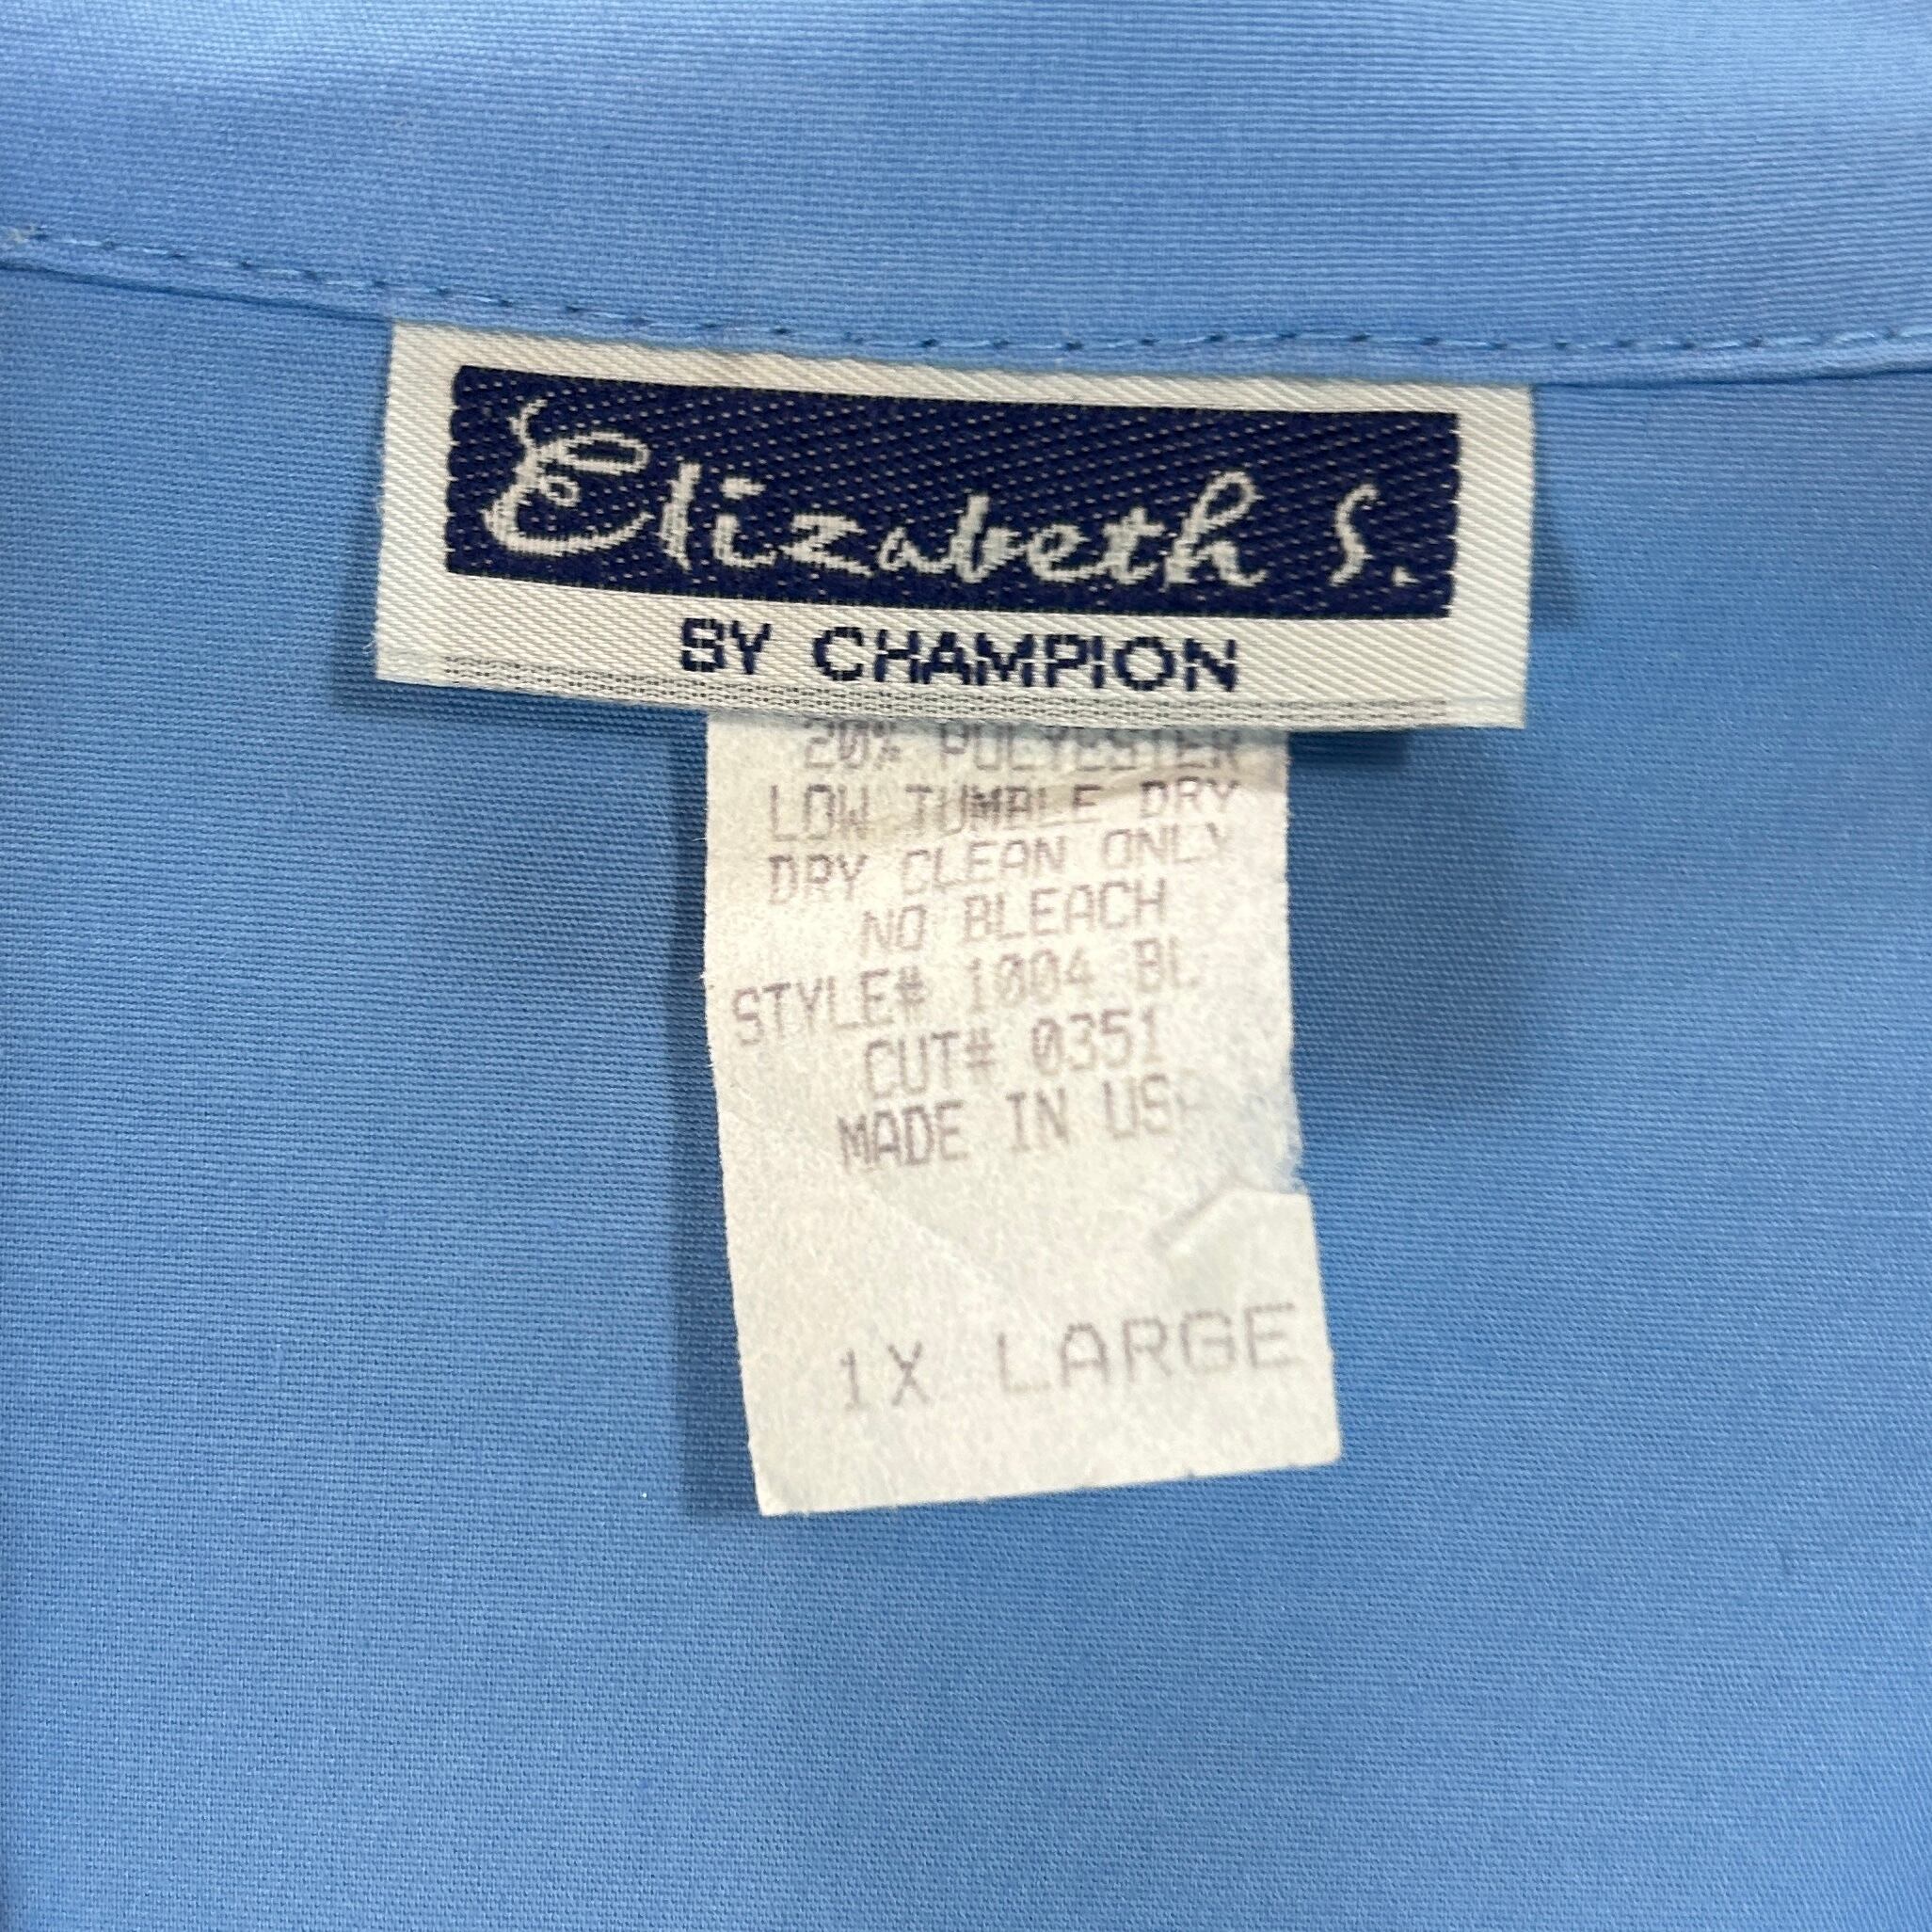 Elizabeth S.
BY CHAMPION
20% POLYESTER
LOW TUMBLE DRY
DRY CLEAN ONLY
NO BLEACH
STYLE# 1004 BL
CUT# 0351
MADE IN US
1X LARGE